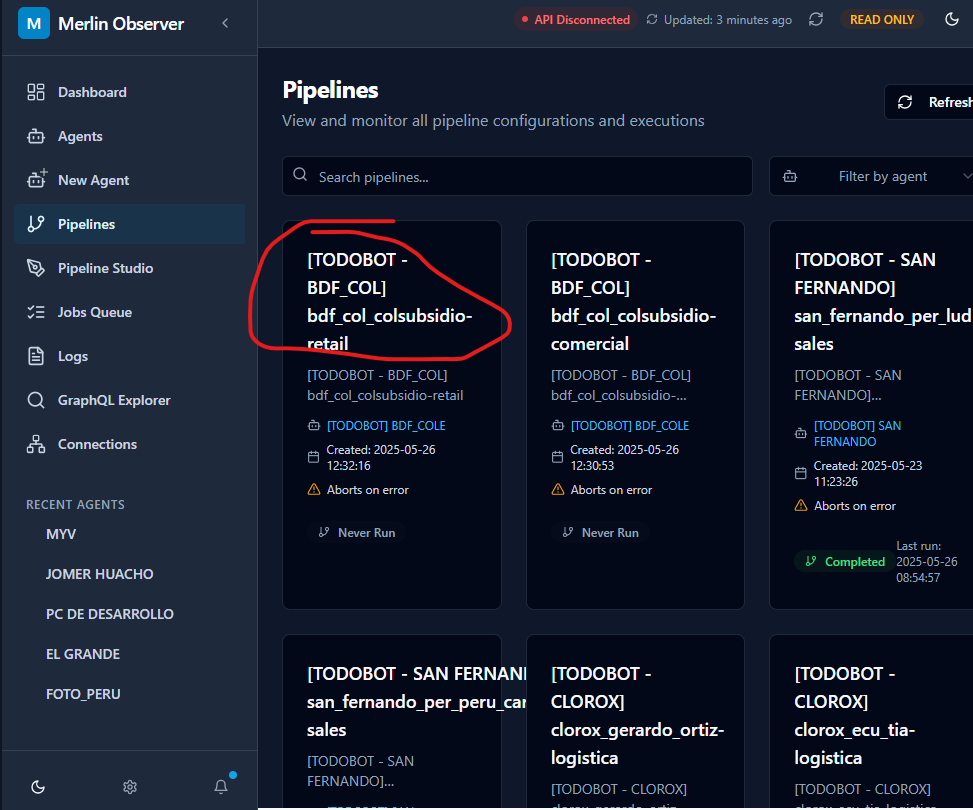 M Merlin Observer
API Disconnected
Updated: 3 minutes ago
READ ONLY
Dashboard
Agents
New Agent
Pipelines
Pipeline Studio
Jobs Queue
Logs
GraphQL Explorer
Connections
RECENT AGENTS
MYV
JOMER HUACHO
PC DE DESARROLLO
EL GRANDE
FOTO_PERU
Pipelines
View and monitor all pipeline configurations and executions
Refresh
Search pipelines...
Filter by agent
[TODOBOT -
BDF_COL]
bdf_col_colsubsidio-
retail
[TODOBOT - BDF_COL]
bdf_col_colsubsidio-retail
[TODOBOT] BDF_COLE
Created: 2025-05-26
12:32:16
Aborts on error
Never Run
[TODOBOT -
BDF_COL]
bdf_col_colsubsidio-
comercial
[TODOBOT - BDF_COL]
bdf_col_colsubsidio-...
[TODOBOT] BDF_COLE
Created: 2025-05-26
12:30:53
Aborts on error
Never Run
[TODOBOT - SAN
FERNANDO]
san_fernando_per_lud
sales
[TODOBOT - SAN
FERNANDO]...
[TODOBOT] SAN
FERNANDO
Created: 2025-05-23
11:23:26
Aborts on error
Completed
Last run:
2025-05-26
08:54:57
[TODOBOT - SAN FERNAN
san_fernando_per_peru_car
sales
[TODOBOT - SAN
FERNANDO]...
[TODOBOT -
CLOROX]
clorox_gerardo_ortiz-
logistica
[TODOBOT - CLOROX]
[TODOBOT -
CLOROX]
clorox_ecu_tia-
logistica
[TODOBOT - CLOROX]